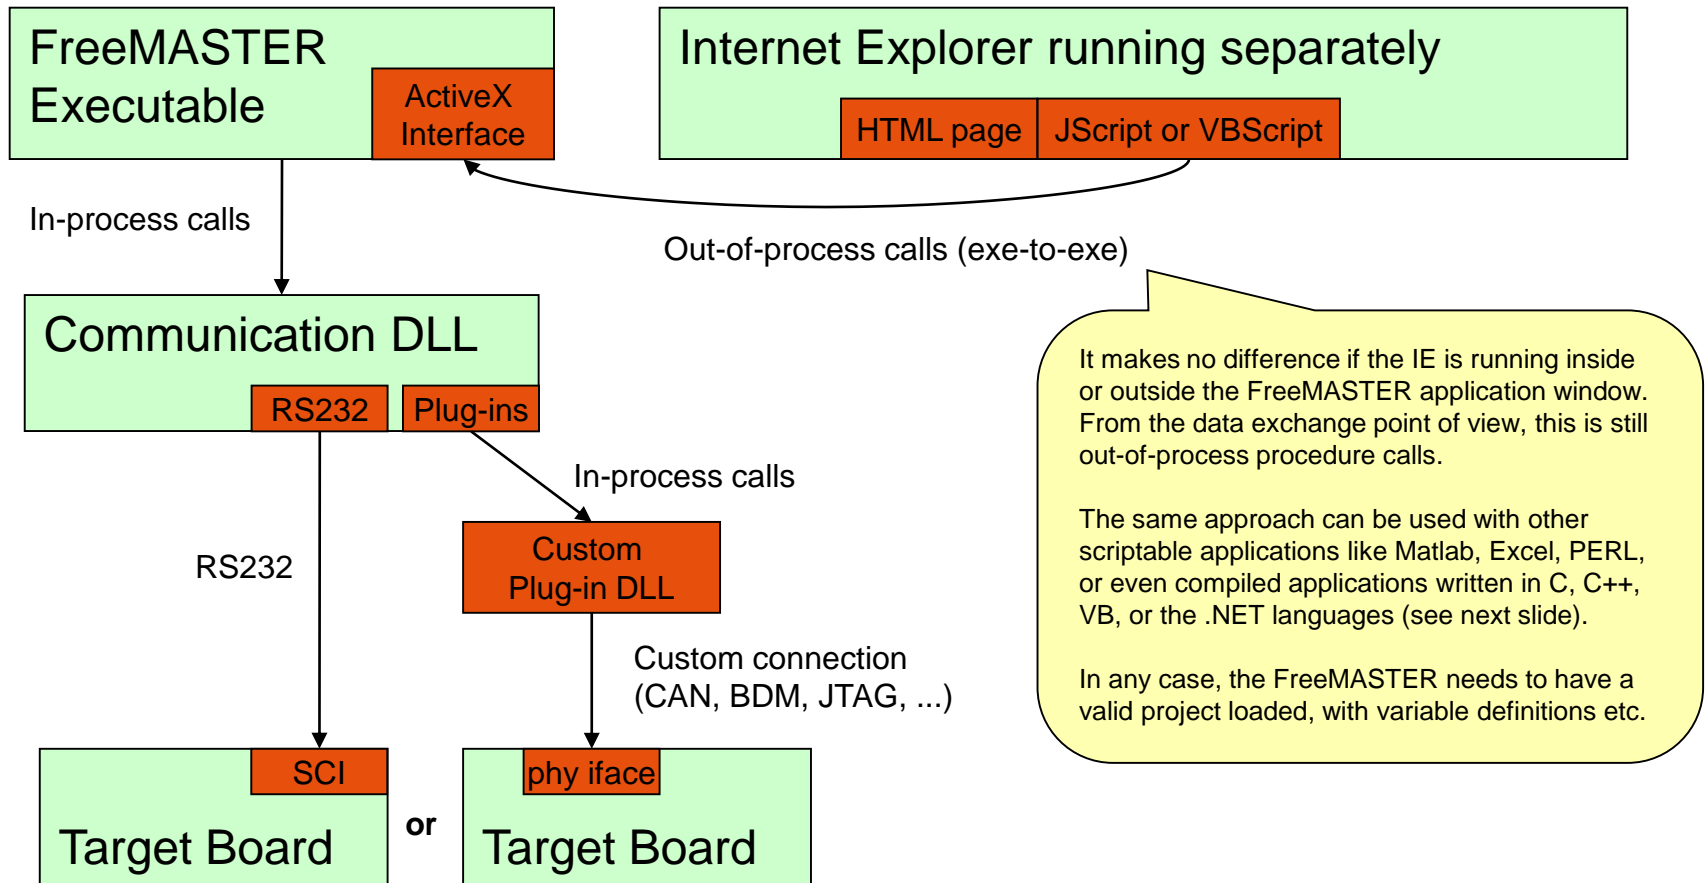 FreeMASTER
Executable
ActiveX
Interface
Internet Explorer running separately
HTML page
JScript or VBScript
In-process calls
Out-of-process calls (exe-to-exe)
Communication DLL
RS232
Plug-ins
It makes no difference if the IE is running inside
or outside the FreeMASTER application window.
From the data exchange point of view, this is still
out-of-process procedure calls.
The same approach can be used with other
scriptable applications like Matlab, Excel, PERL,
or even compiled applications written in C, C++,
VB, or the .NET languages (see next slide).
In any case, the FreeMASTER needs to have a
valid project loaded, with variable definitions etc.
In-process calls
RS232
Custom
Plug-in DLL
Custom connection
(CAN, BDM, JTAG, ...)
SCI
Target Board
or
phy iface
Target Board